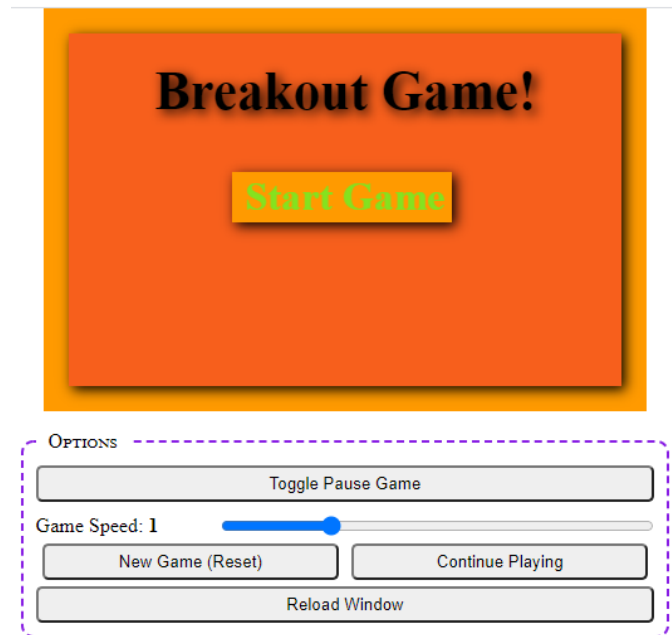 Breakout Game!
Start Game
Options
Toggle Pause Game
Game Speed: 1
New Game (Reset) Continue Playing
Reload Window